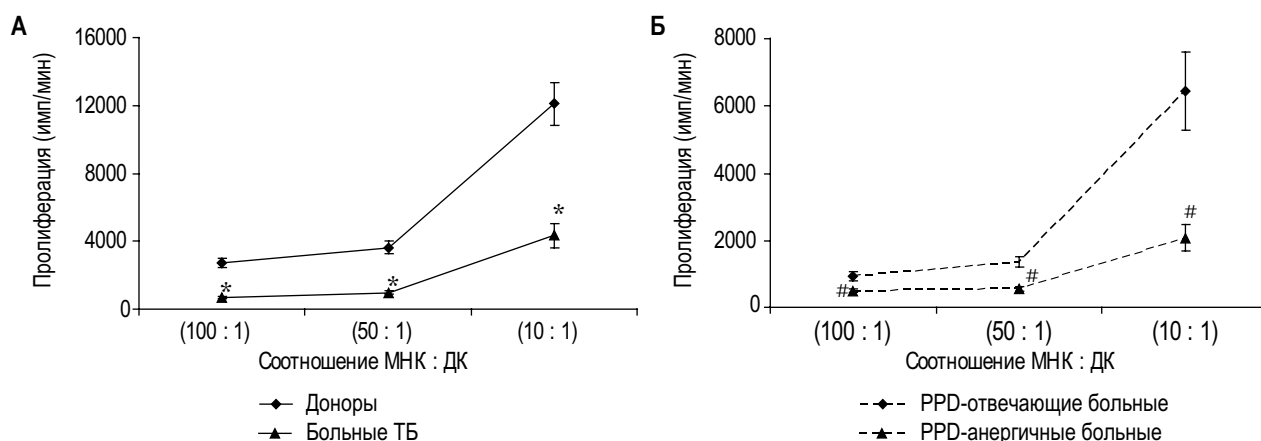 А
Пролиферация (имп/мин)
16000
12000
8000
4000
0
*
*
*
(100 : 1)
(50 : 1)
(10 : 1)
Соотношение МНК : ДК
Доноры
Больные ТБ
Б
Пролиферация (имп/мин)
8000
6000
4000
2000
0
#
#
#
(100 : 1)
(50 : 1)
(10 : 1)
Соотношение МНК : ДК
PPD-отвечающие больные
PPD-анергичные больные